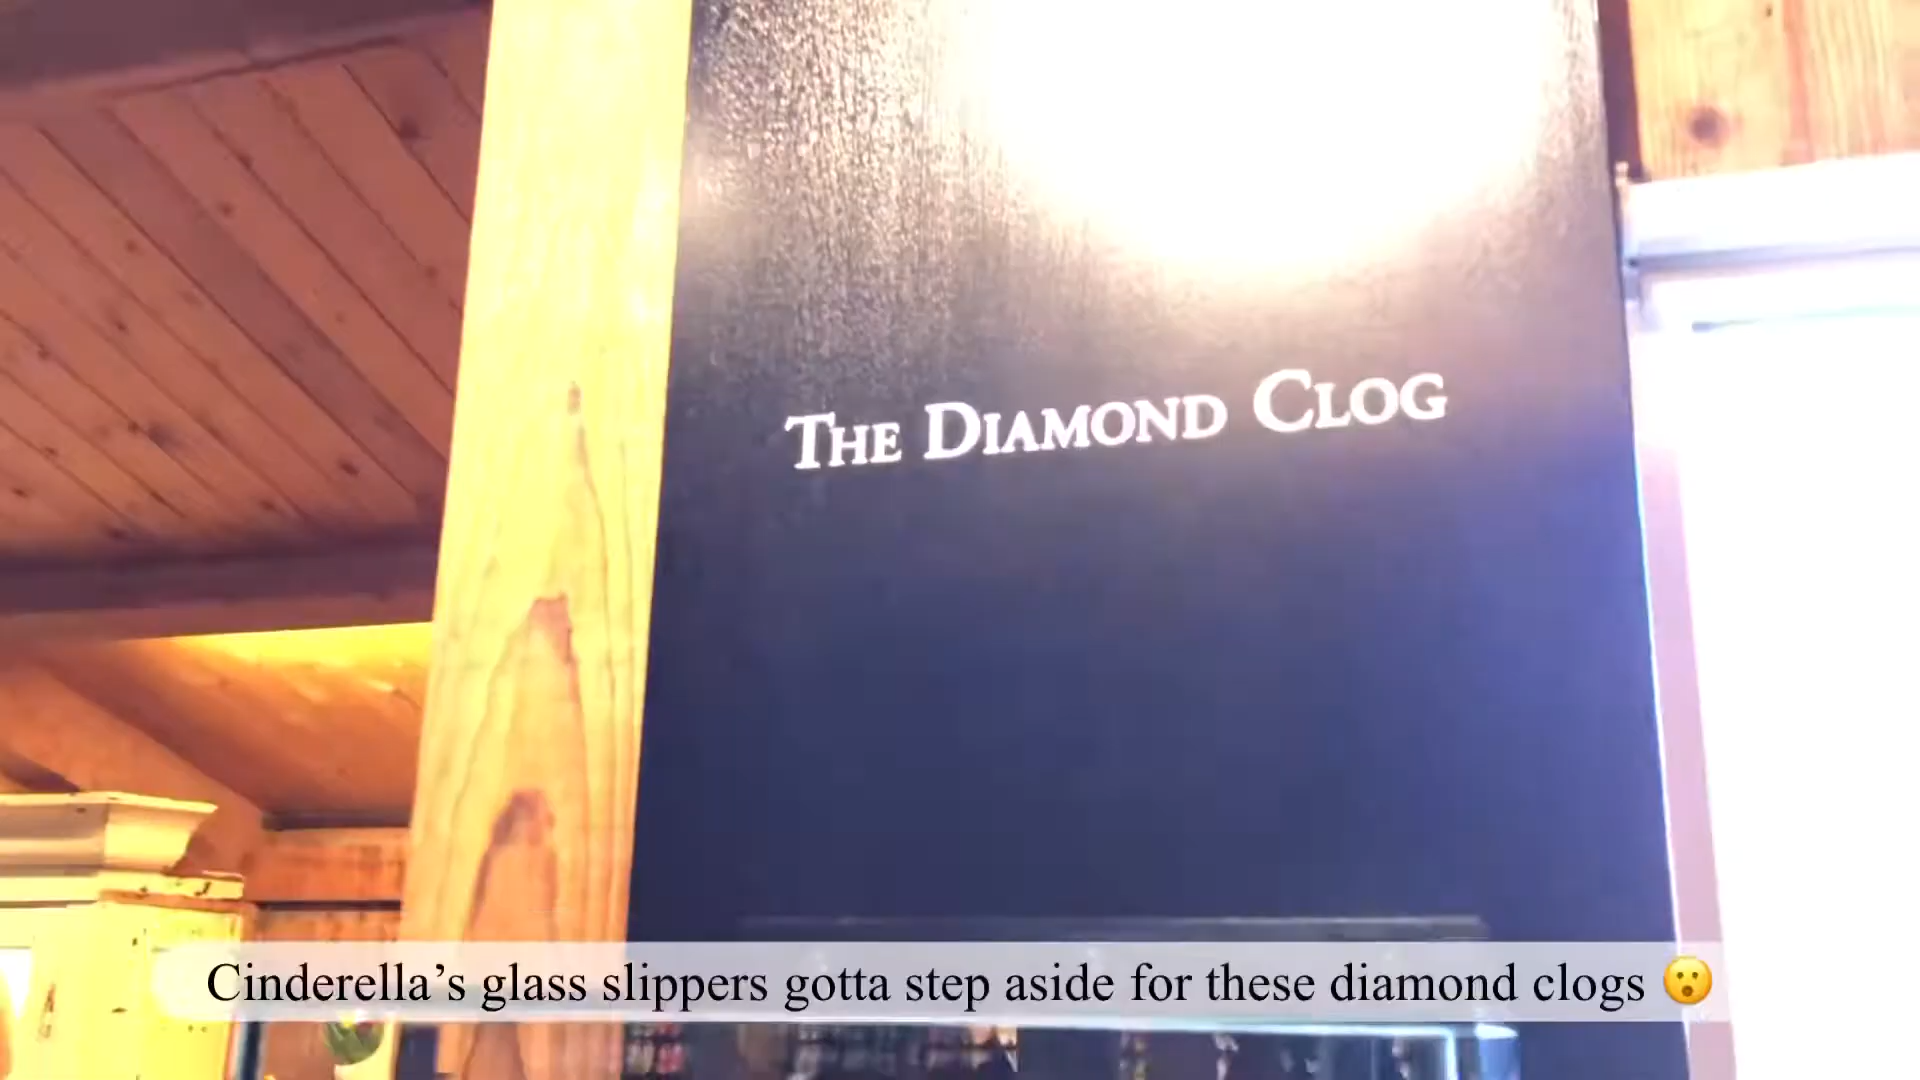 THE DIAMOND CLOG
Cinderella’s glass slippers gotta step aside for these diamond clogs 😮